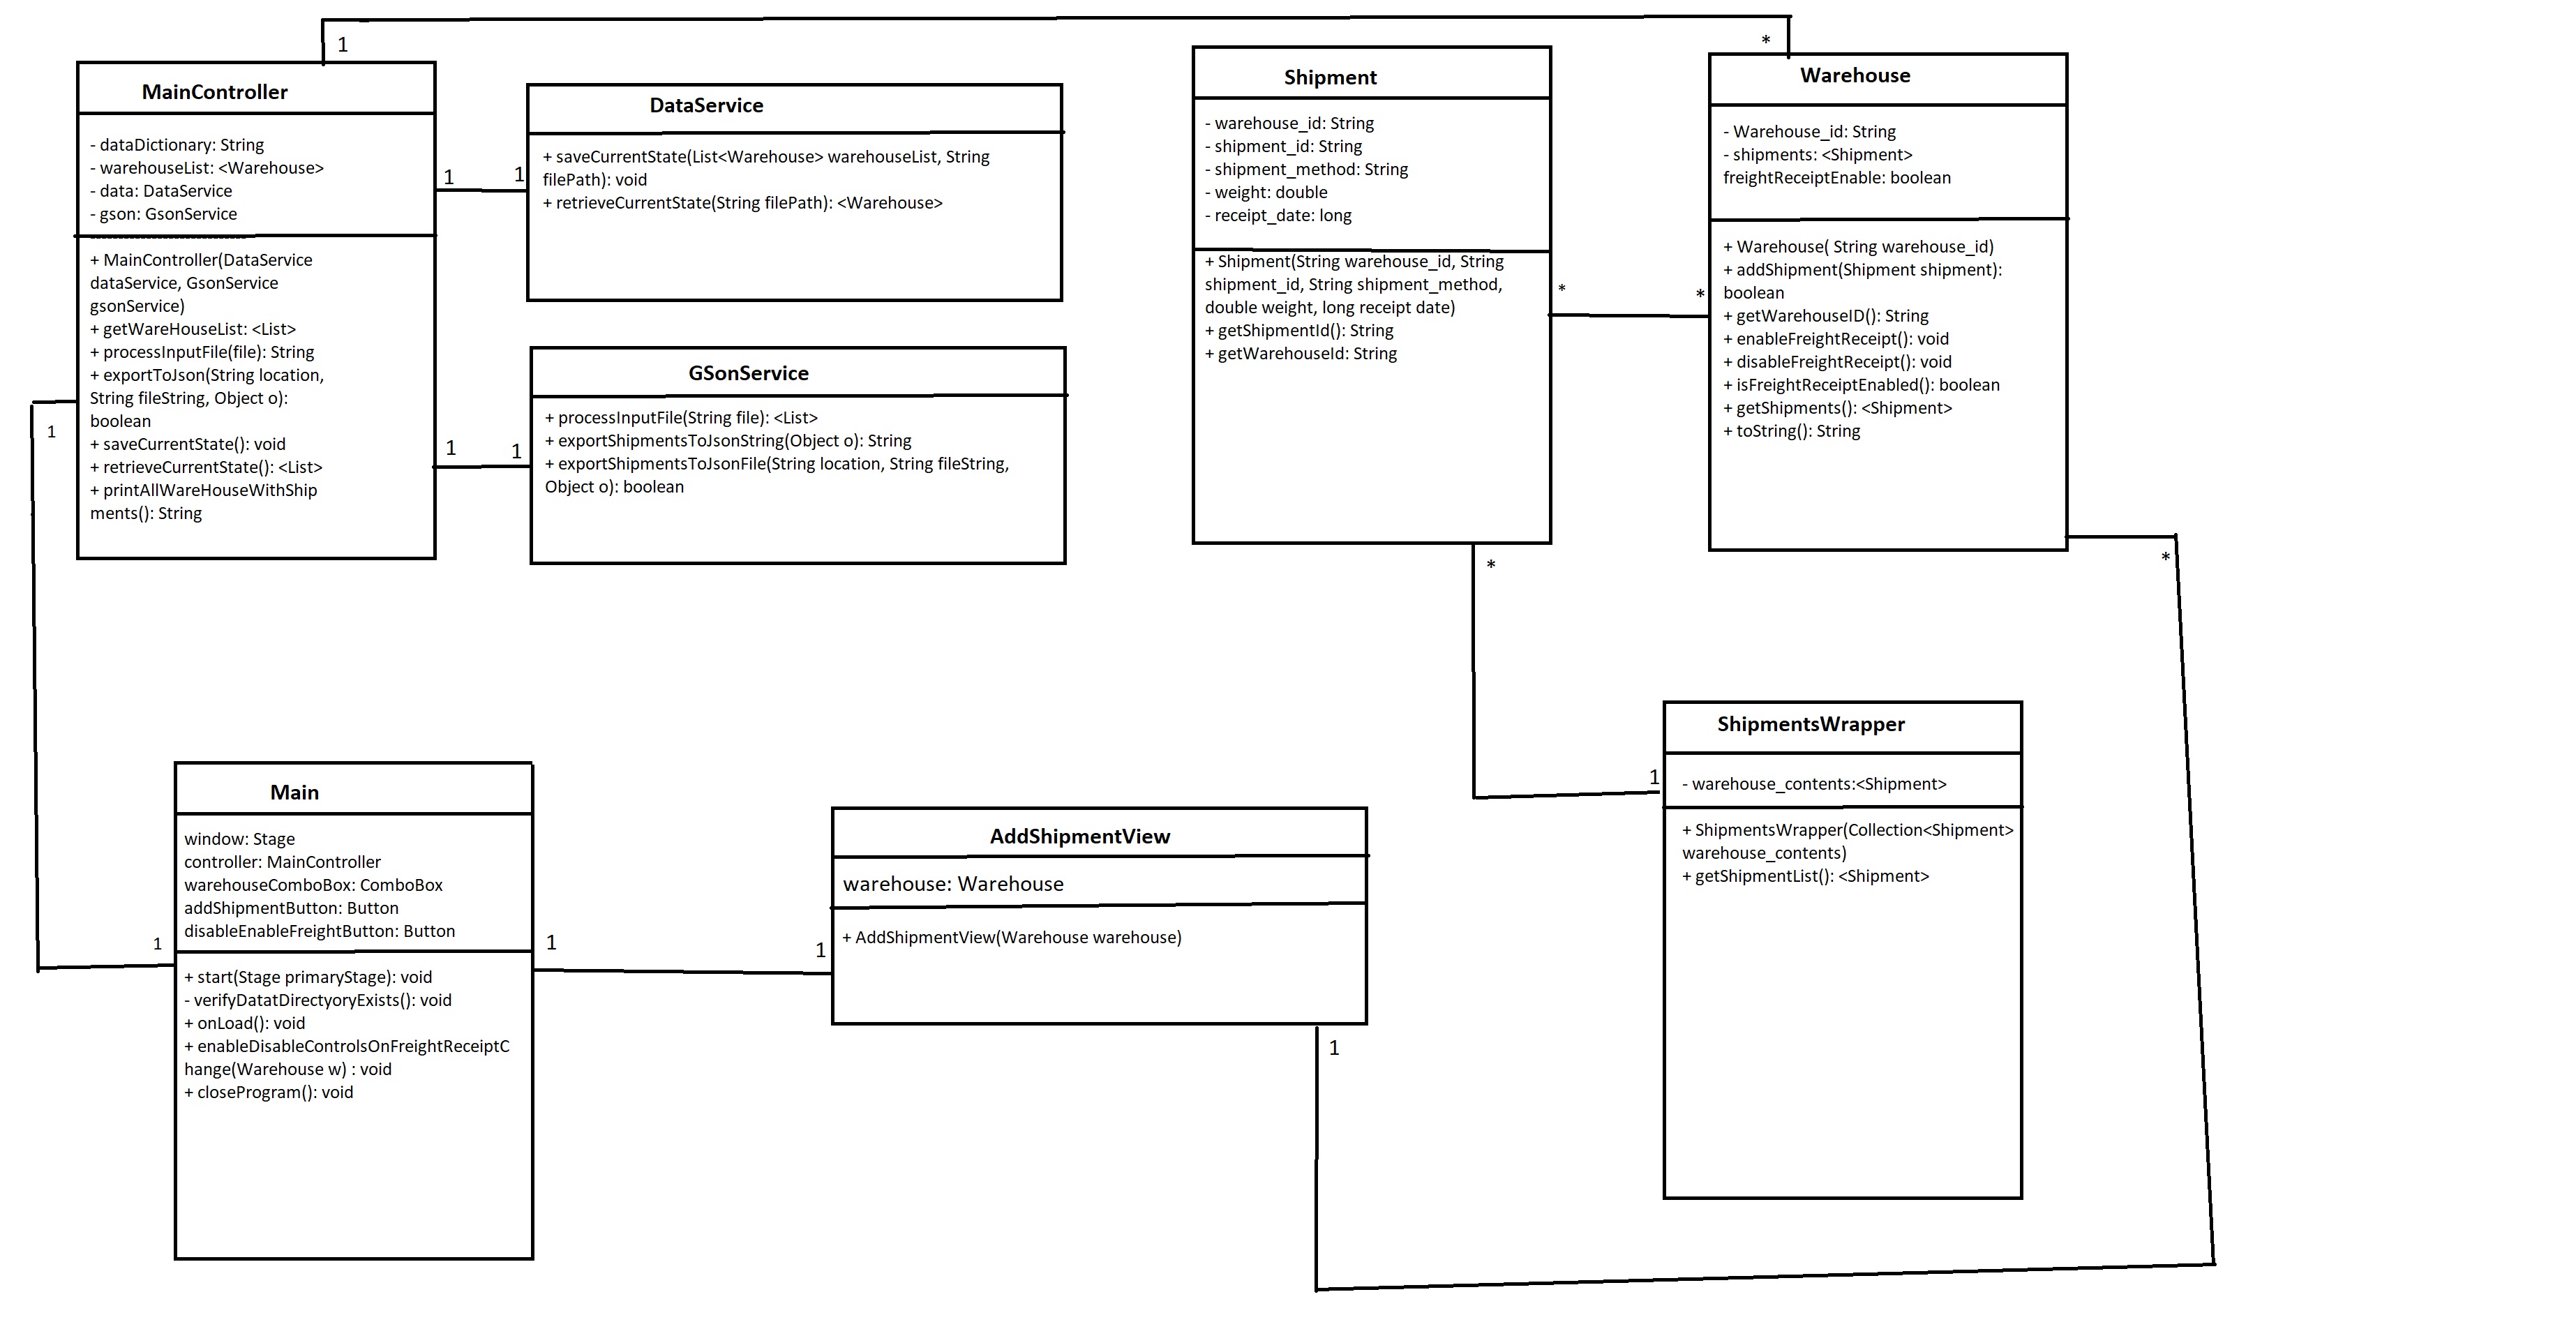 1
*
MainController
- dataDictionary: String
- warehouseList: <Warehouse>
- data: DataService
- gson: GsonService
+ MainController(DataService
dataService, GsonService
gsonService)
+ getWareHouseList: <List>
+ processInputFile(file): String
+ exportToJson(String location,
String fileString, Object o):
boolean
+ saveCurrentState(): void
+ retrieveCurrentState(): <List>
+ printAllWareHouseWithShip
ments(): String
1
1
1
1
1
DataService
+ saveCurrentState(List<Warehouse> warehouseList, String
filePath): void
+ retrieveCurrentState(String filePath): <Warehouse>
GSonService
+ processInputFile(String file): <List>
+ exportShipmentsToJsonString(Object o): String
+ exportShipmentsToJsonFile(String location, String fileString,
Object o): boolean
Shipment
- warehouse_id: String
- shipment_id: String
- shipment_method: String
- weight: double
- receipt_date: long
+ Shipment(String warehouse_id, String
shipment_id, String shipment_method,
double weight, long receipt date)
+ getShipmentId(): String
+ getWarehouseId: String
*
*
*
Warehouse
- Warehouse_id: String
- shipments: <Shipment>
freightReceiptEnable: boolean
+ Warehouse( String warehouse_id)
+ addShipment(Shipment shipment):
boolean
+ getWarehouseID(): String
+ enableFreightReceipt(): void
+ disableFreightReceipt(): void
+ isFreightReceiptEnabled(): boolean
+ getShipments(): <Shipment>
+ toString(): String
*
Main
window: Stage
controller: MainController
warehouseComboBox: ComboBox
addShipmentButton: Button
disableEnableFreightButton: Button
+ start(Stage primaryStage): void
- verifyDatatDirectyoryExists(): void
+ onLoad(): void
+ enableDisableControlsOnFreightReceiptC
hange(Warehouse w) : void
+ closeProgram(): void
1
1
1
AddShipmentView
warehouse: Warehouse
+ AddShipmentView(Warehouse warehouse)
1
1
ShipmentsWrapper
- warehouse_contents:<Shipment>
+ ShipmentsWrapper(Collection<Shipment>
warehouse_contents)
+ getShipmentList(): <Shipment>